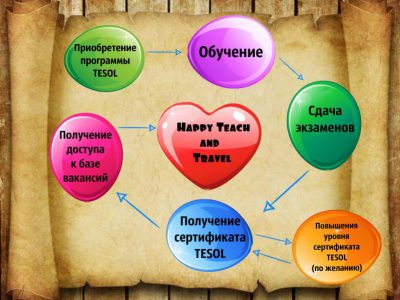 Приобретение
программы
TESOL
Обучение
Сдача
экзаменов
Получение
доступа
к базе
вакансий
Happy Teach
and
Travel
Получение
сертификата
TESOL
Повышения
уровня
сертификата
TESOL
(по желанию)